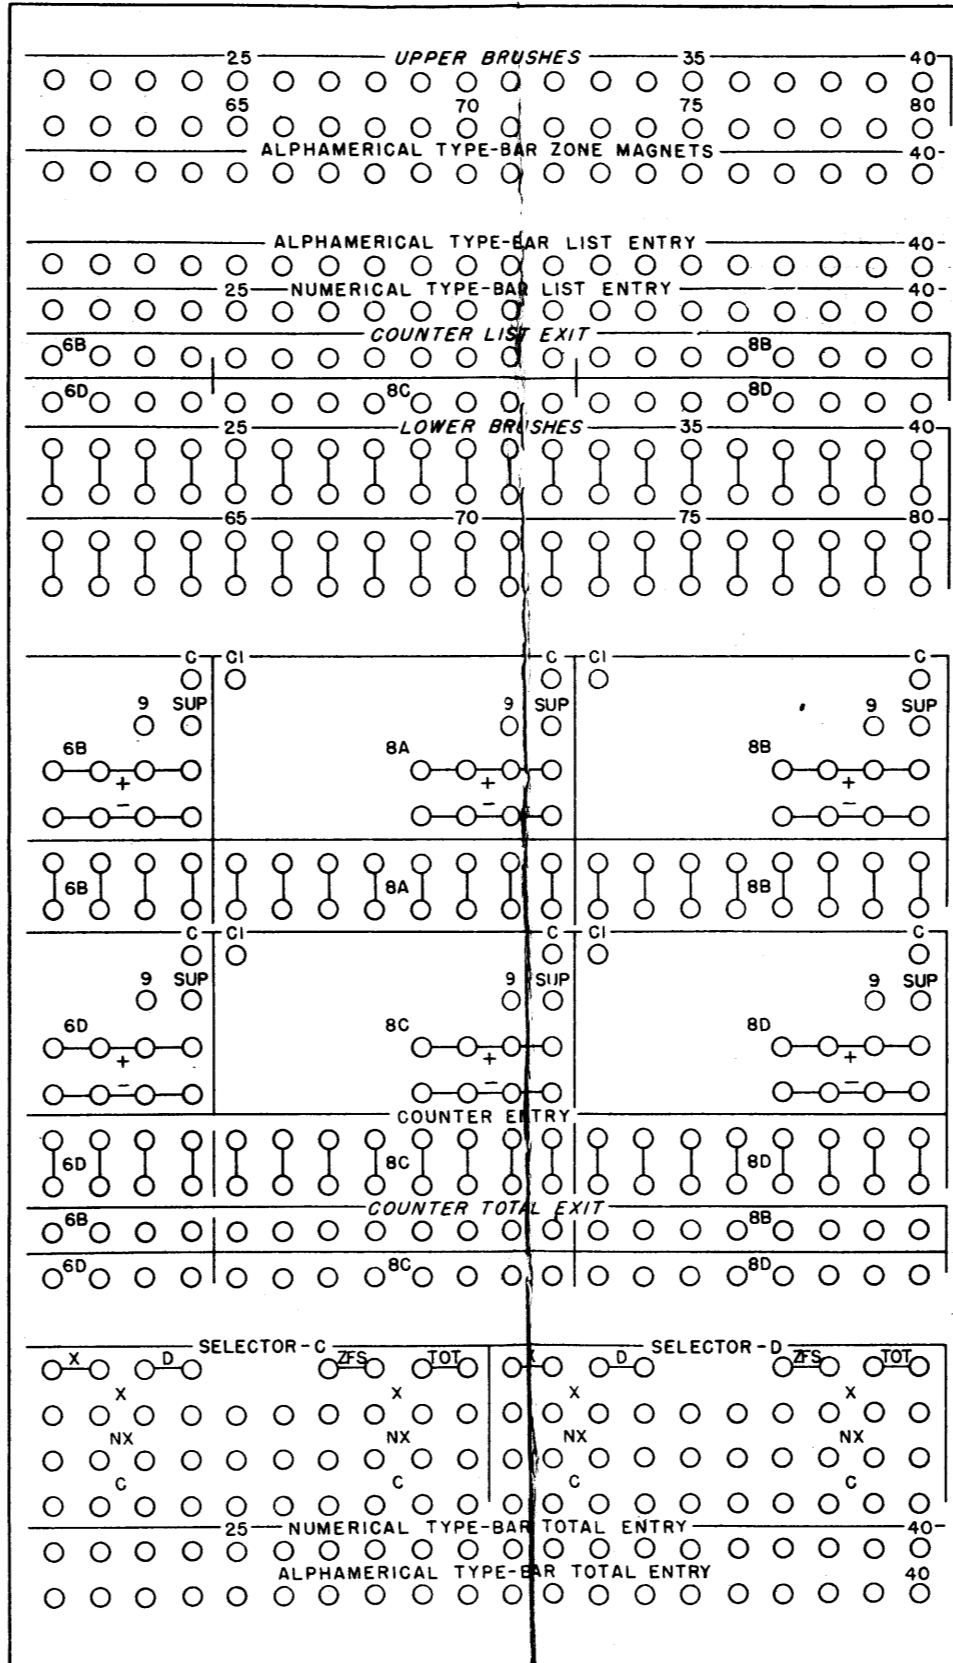 25 UPPER BRUSHES 35 40
65 70 75 80
ALPHAMERICAL TYPE-BAR ZONE MAGNETS 40
ALPHAMERICAL TYPE-BAR LIST ENTRY 40
25 NUMERICAL TYPE-BAR LIST ENTRY 40
COUNTER LIST EXIT
6B 8B
6D 8C 8D
25 LOWER BRUSHES 35 40
65 70 75 80
C CI C CI C
9 SUP 9 SUP 9 SUP
6B 8A 8B
+ + +
- - -
6B 8A 8B
C CI C CI C
9 SUP 9 SUP 9 SUP
6D 8C 8D
+ + +
- - -
COUNTER ENTRY
6D 8C 8D
COUNTER TOTAL EXIT
6B 8B
6D 8C 8D
SELECTOR-C SELECTOR-D
X D ZFS TOT X D ZFS TOT
X X X X
NX NX NX NX
C C C C
25 NUMERICAL TYPE-BAR TOTAL ENTRY 40
ALPHAMERICAL TYPE-BAR TOTAL ENTRY 40